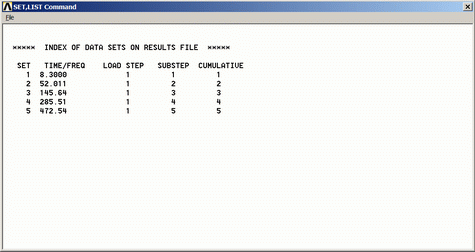 SET,LIST Command
File
***** INDEX OF DATA SETS ON RESULTS FILE *****
SET TIME/FREQ LOAD STEP SUBSTEP CUMULATIVE
1 8.3000 1 1 1
2 52.011 1 2 2
3 145.64 1 3 3
4 285.51 1 4 4
5 472.54 1 5 5